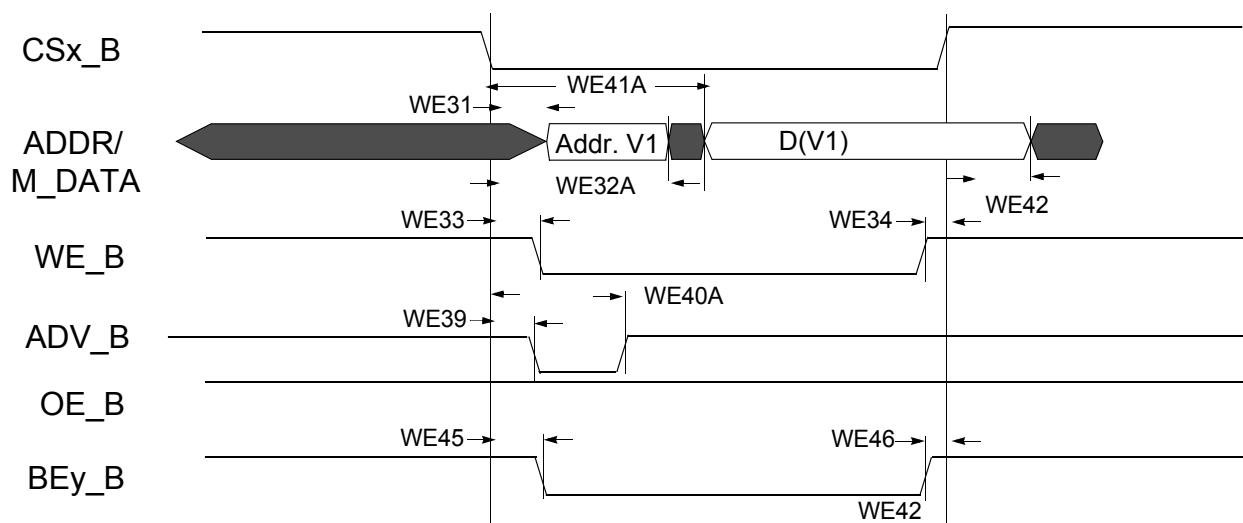 CSx_B
WE41A
WE31
ADDR/
M_DATA
Addr. V1
D(V1)
WE32A
WE42
WE33
WE34
WE_B
WE40A
WE39
ADV_B
OE_B
WE45
WE46
BEy_B
WE42